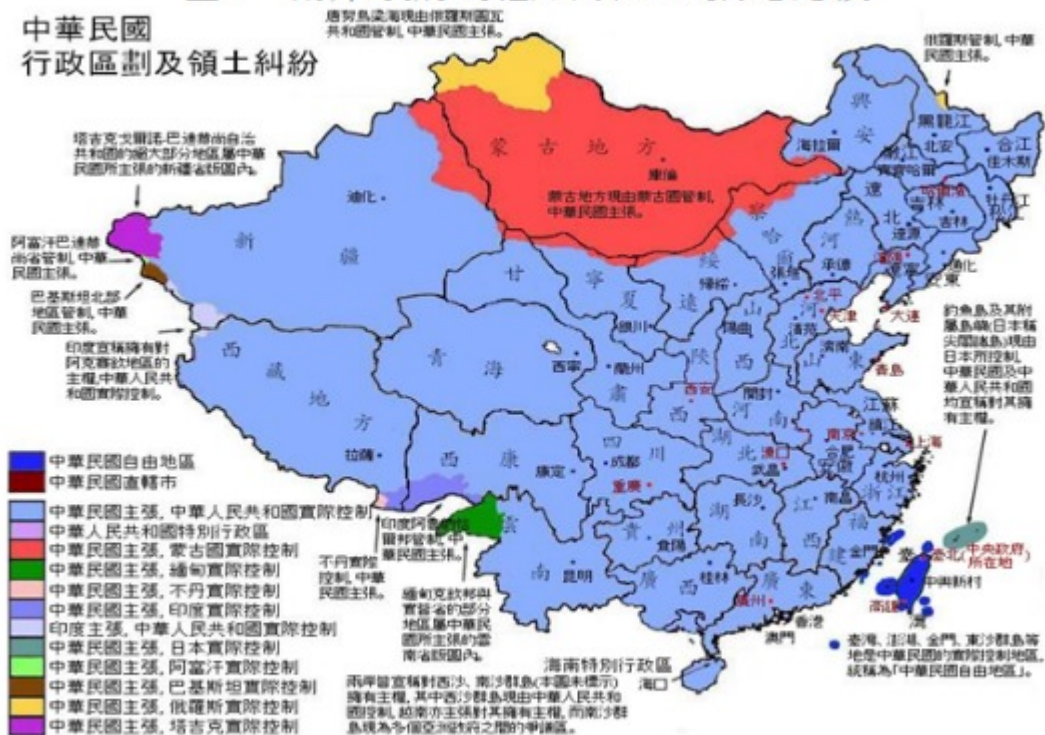 中華民國
行政區劃及領土糾紛
唐努烏梁海現由俄羅斯圖瓦
共和國管制, 中華民國主張。
俄羅斯管制, 中華
民國主張。
塔吉克戈爾諾-巴達赫尚自治
共和國的絕大部分地區屬中華
民國所主張的新疆省版圖內。
阿富汗巴達赫
尚省管制, 中華
民國主張。
巴基斯坦北部
地區管制, 中華
民國主張。
印度宣稱擁有對
阿克賽欽地區的
主權, 中華人民共
和國實際控制。
蒙古地方
庫倫
蒙古地方現由蒙古國管制,
中華民國主張。
興安
海拉爾
黑龍江
北安
嫩江
齊齊哈爾
合江
佳木斯
哈爾濱
牡丹江
松江
吉林
吉林
遼北
遼源
瀋陽
遼寧
通化
安東
大連
熱河
承德
察哈爾
張垣
綏遠
歸綏
寧夏
銀川
甘肅
蘭州
新疆
迪化
青海
西寧
西藏地方
拉薩
西康
康定
四川
成都
重慶
陝西
西安
山西
陽曲
河北
清苑
北平
天津
山東
濟南
青島
河南
開封
江蘇
鎮江
南京
上海
安徽
合肥
湖北
漢口
武昌
浙江
杭州
江西
南昌
湖南
長沙
貴州
貴陽
雲南
昆明
廣西
桂林
廣東
廣州
香港
澳門
福建
金門
臺灣
臺北(中央政府
所在地)
中興新村
高雄
海南特別行政區
海口
釣魚島及其附
屬島嶼(日本稱
尖閣諸島)現由
日本所控制,
中華民國及中
華人民共和國
均宣稱對其擁
有主權。
不丹實際
控制, 中華
民國主張。
爾邦管制, 中
華民國主張。
緬甸克欽邦與
實皆省的部分
地區屬中華民
國所主張的雲
南省版圖內。
臺灣、澎湖、金門、東沙群島等
地是中華民國的實際控制地區,
統稱為「中華民國自由地區」。
兩岸皆宣稱對西沙、南沙群島(本圖未標示)
擁有主權, 其中西沙群島現由中華人民共和
國控制, 越南亦主張對其擁有主權, 而南沙群
島現為多個亞洲政府之間的爭議區。
中華民國自由地區
中華民國直轄市
中華民國主張, 中華人民共和國實際控制
中華人民共和國特別行政區
中華民國主張, 蒙古國實際控制
中華民國主張, 緬甸實際控制
中華民國主張, 不丹實際控制
中華民國主張, 印度實際控制
印度主張, 中華人民共和國實際控制
中華民國主張, 日本實際控制
中華民國主張, 阿富汗實際控制
中華民國主張, 巴基斯坦實際控制
中華民國主張, 俄羅斯實際控制
中華民國主張, 塔吉克實際控制